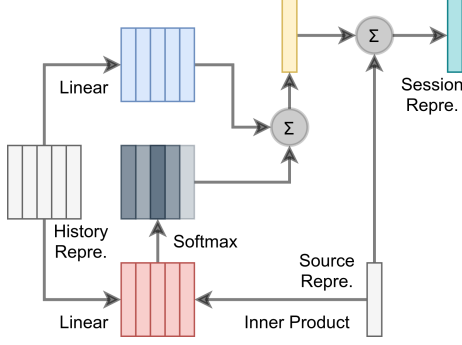 Σ
Linear
Session
Repre.
Σ
History
Repre.
Softmax
Source
Repre.
Linear
Inner Product